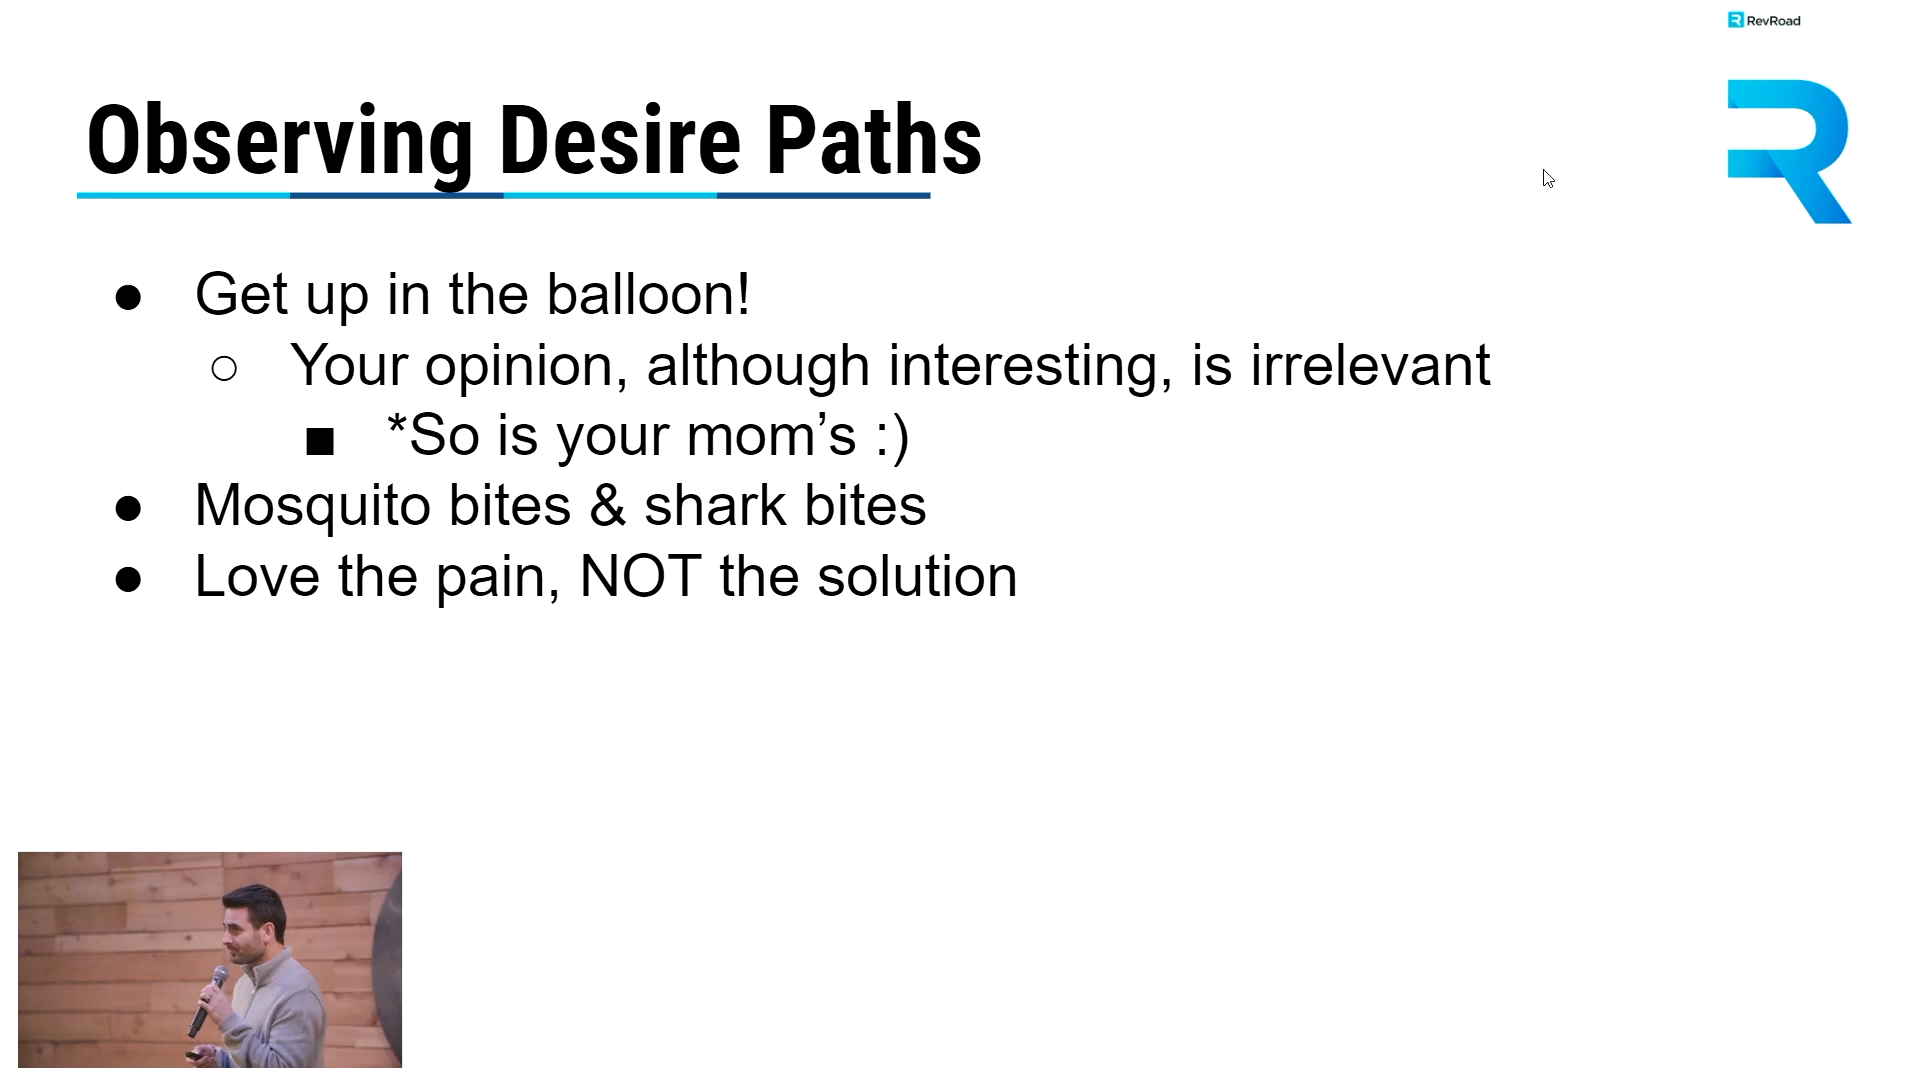 RevRoad
Observing Desire Paths
● Get up in the balloon!
○ Your opinion, although interesting, is irrelevant
■ *So is your mom’s :)
● Mosquito bites & shark bites
● Love the pain, NOT the solution